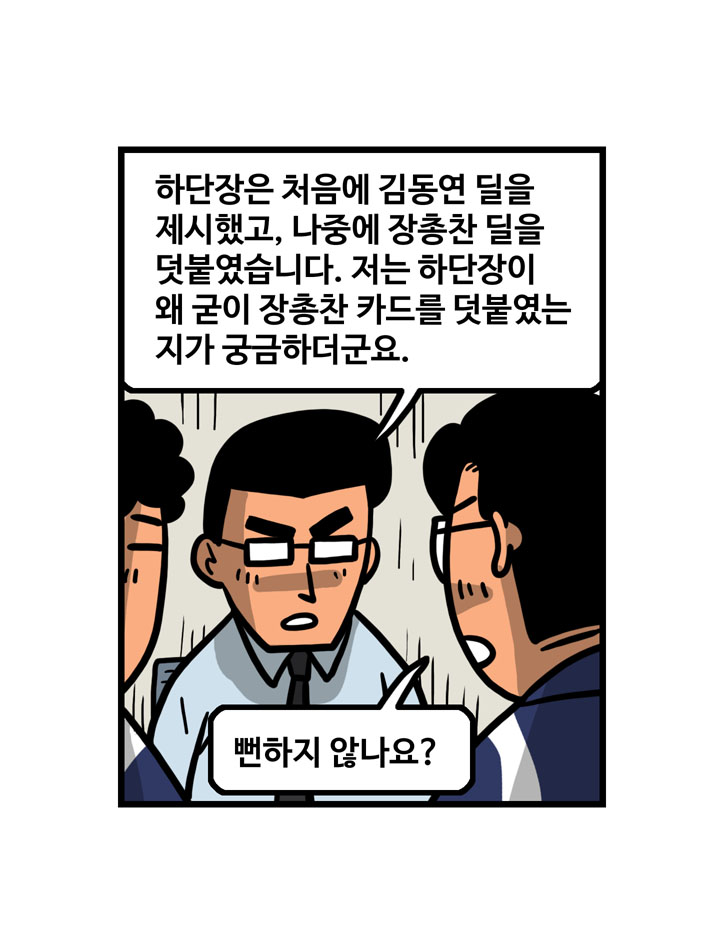 하단장은 처음에 김동연 딜을
제시했고, 나중에 장총찬 딜을
덧붙였습니다. 저는 하단장이
왜 굳이 장총찬 카드를 덧붙였는
지가 궁금하더군요.
뻔하지 않나요?